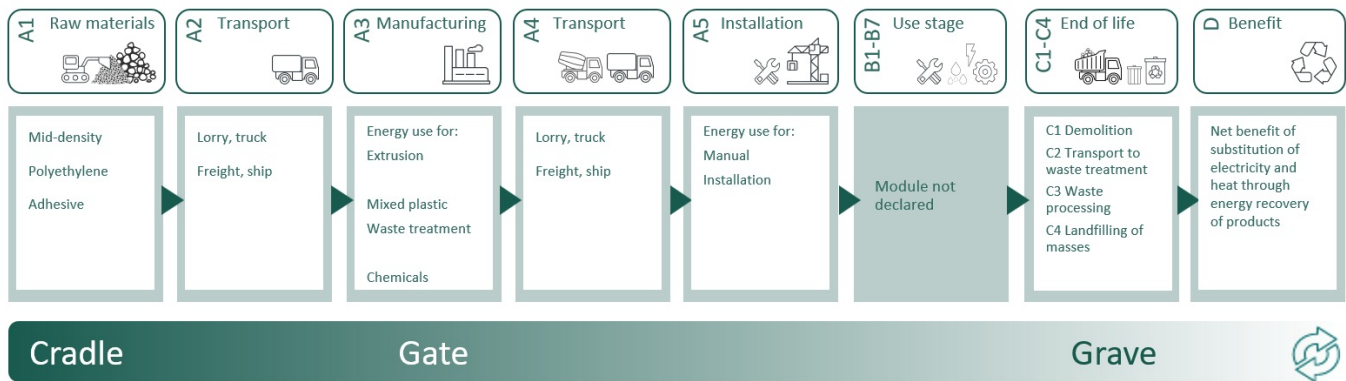 A1 Raw materials
A2 Transport
A3 Manufacturing
A4 Transport
A5 Installation
B1-B7 Use stage
C1-C4 End of life
D Benefit
Mid-density
Polyethylene
Adhesive
Lorry, truck
Freight, ship
Energy use for:
Extrusion
Mixed plastic
Waste treatment
Chemicals
Lorry, truck
Freight, ship
Energy use for:
Manual
Installation
Module not
declared
C1 Demolition
C2 Transport to
waste treatment
C3 Waste
processing
C4 Landfilling of
masses
Net benefit of
substitution of
electricity and
heat through
energy recovery
of products
Cradle
Gate
Grave